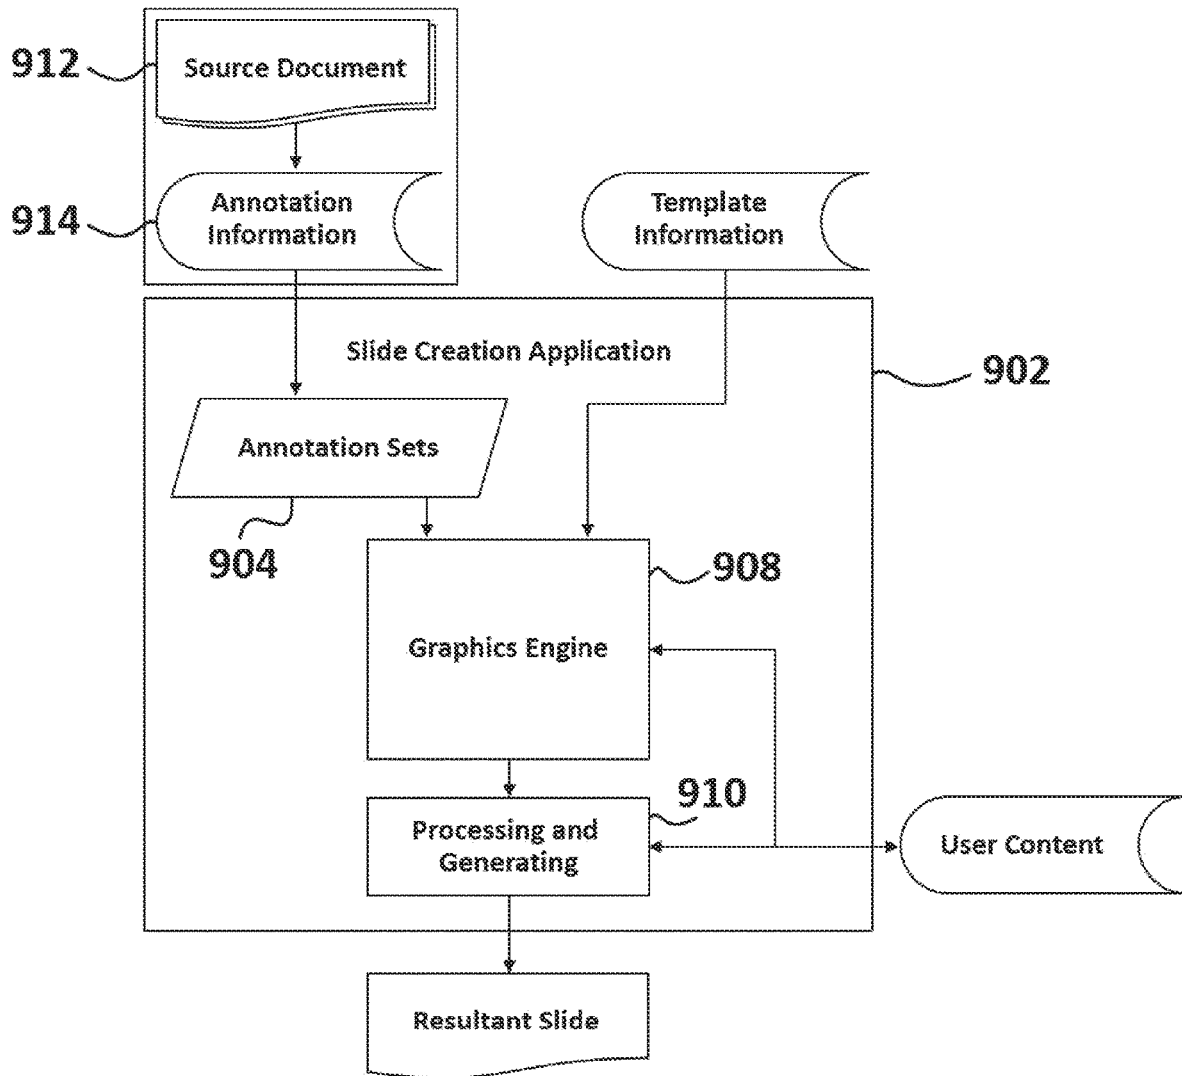 912
Source Document
914
Annotation
Information
Template
Information
Slide Creation Application
902
Annotation Sets
904
908
Graphics Engine
910
Processing and
Generating
User Content
Resultant Slide